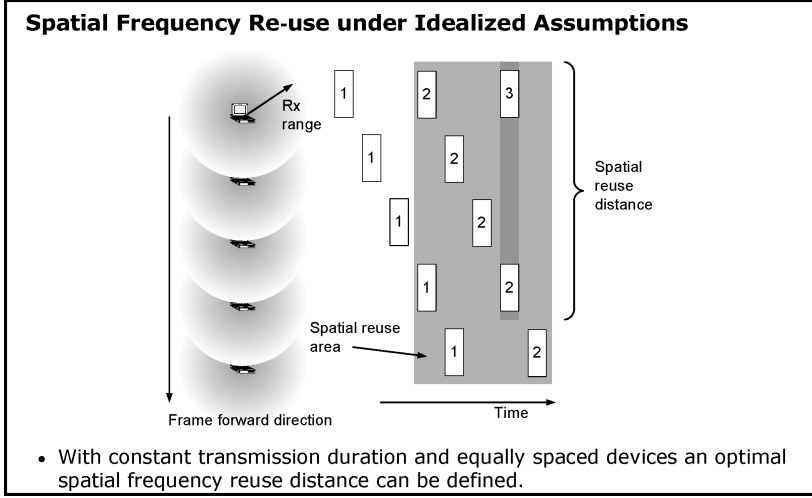 Spatial Frequency Re-use under Idealized Assumptions
Rx
range
1
2
3
1
2
1
2
1
2
1
2
Spatial
reuse
distance
Spatial reuse
area
Time
Frame forward direction
• With constant transmission duration and equally spaced devices an optimal
spatial frequency reuse distance can be defined.